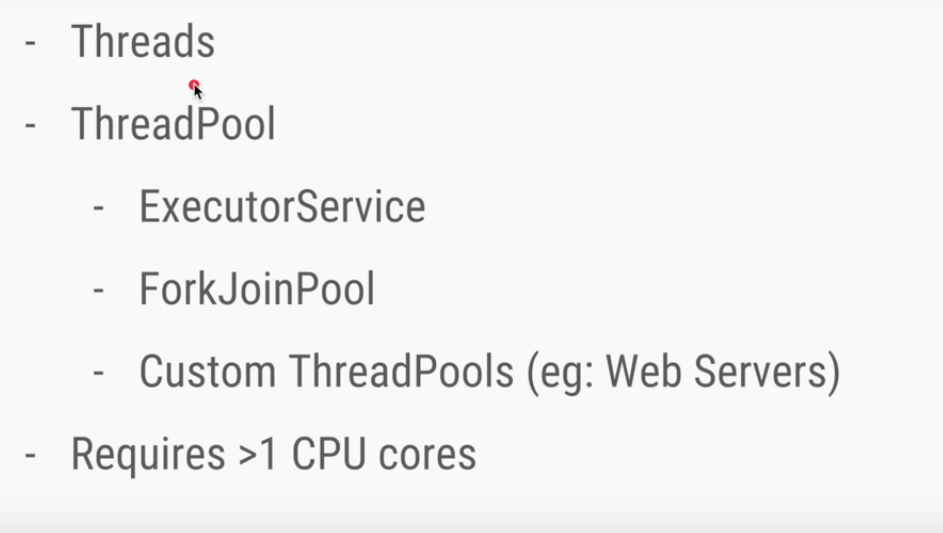 - Threads
- ThreadPool
- ExecutorService
- ForkJoinPool
- Custom ThreadPools (eg: Web Servers)
- Requires >1 CPU cores